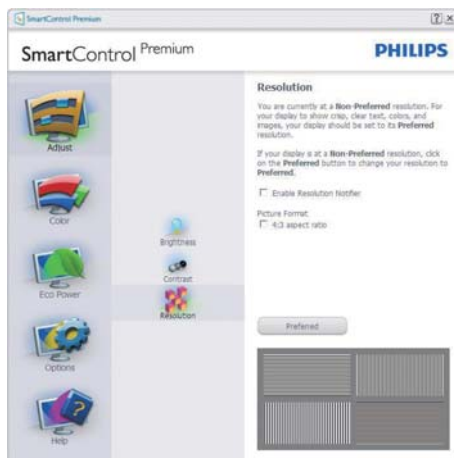 SmartControl Premium
SmartControl Premium
PHILIPS
Adjust
Color
Eco Power
Options
Help
Brightness
Contrast
Resolution
Resolution
You are currently at a Non-Preferred resolution. For
your display to show crisp, clear text, colors, and
images, your display should be set to its Preferred
resolution.
If your display is at a Non-Preferred resolution, click
on the Preferred button to change your resolution to
Preferred.
Enable Resolution Notifier
Picture Format
4:3 aspect ratio
Preferred